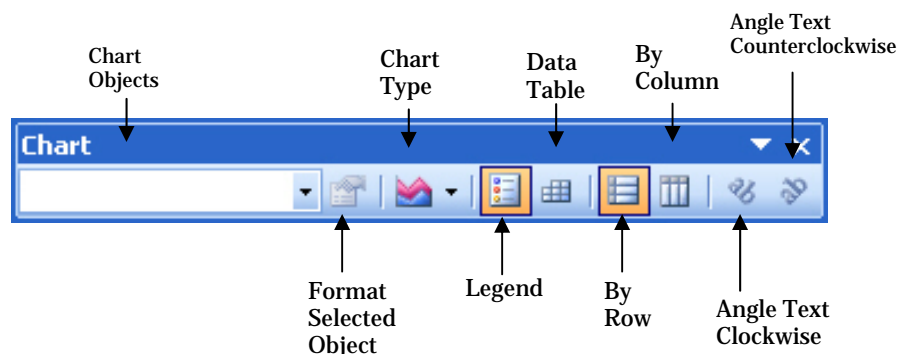 Chart
Objects
Chart
Type
Data
Table
By
Column
Angle Text
Counterclockwise
Chart
Format
Selected
Object
Legend
By
Row
Angle Text
Clockwise